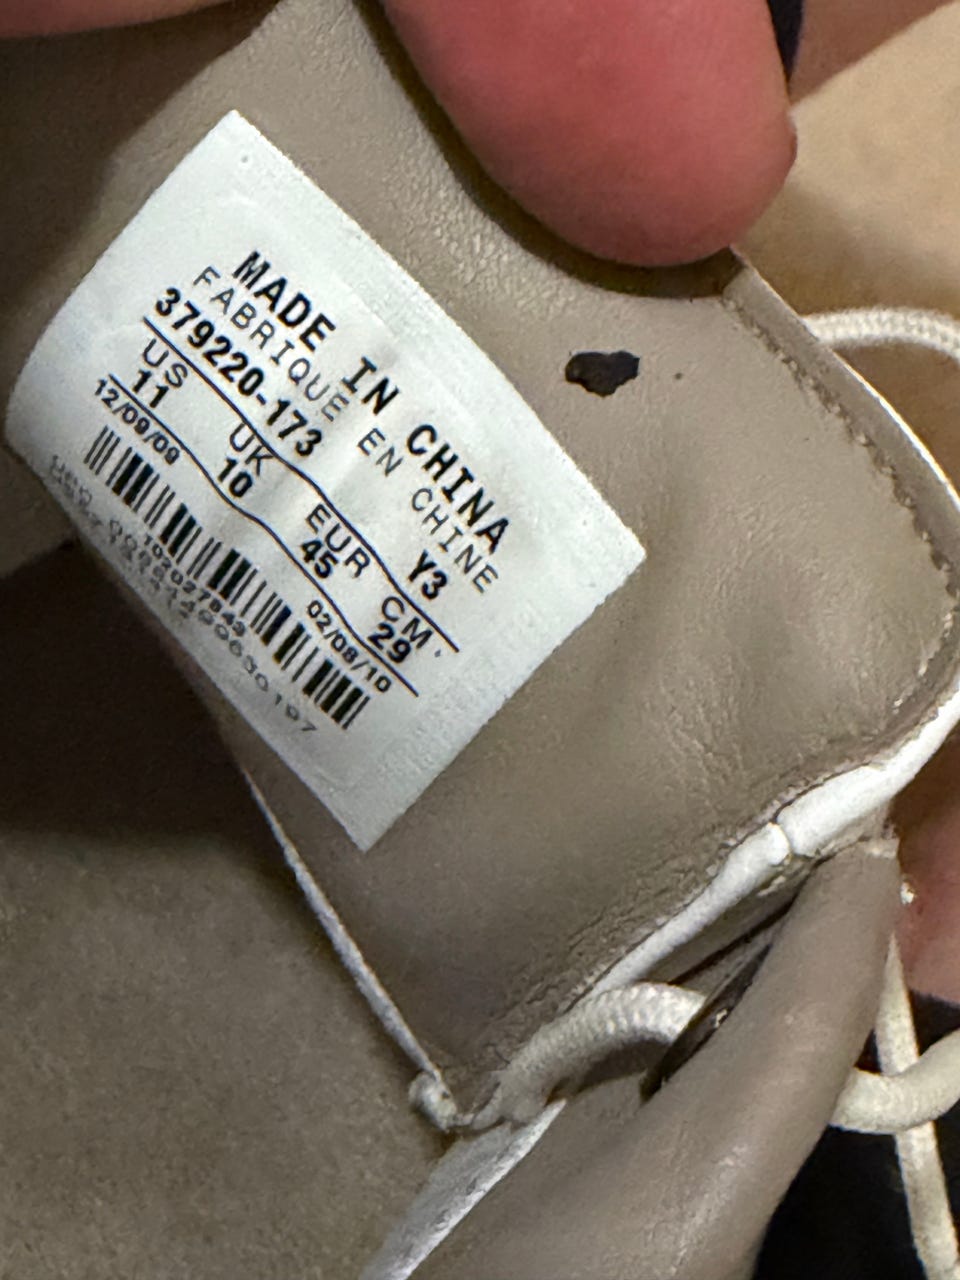 MADE IN CHINA
FABRIQUE EN CHINE
379220-173 Y3
US UK EUR CM
11 10 45 29
12/09/09 02/08/10